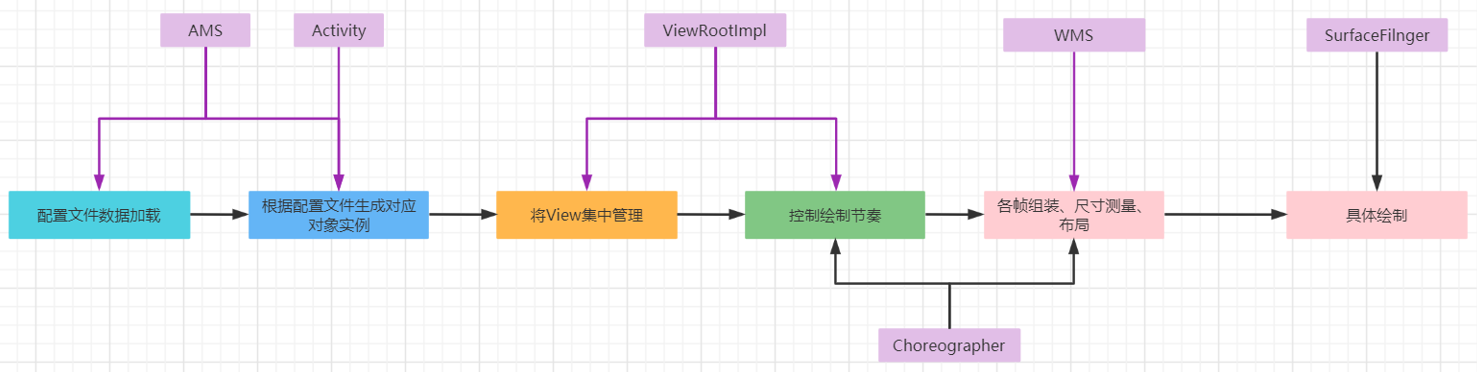 AMS
Activity
ViewRootImpl
WMS
SurfaceFilnger
配置文件数据加载
根据配置文件生成对应
对象实例
将View集中管理
控制绘制节奏
各帧组装、尺寸测量、
布局
具体绘制
Choreographer